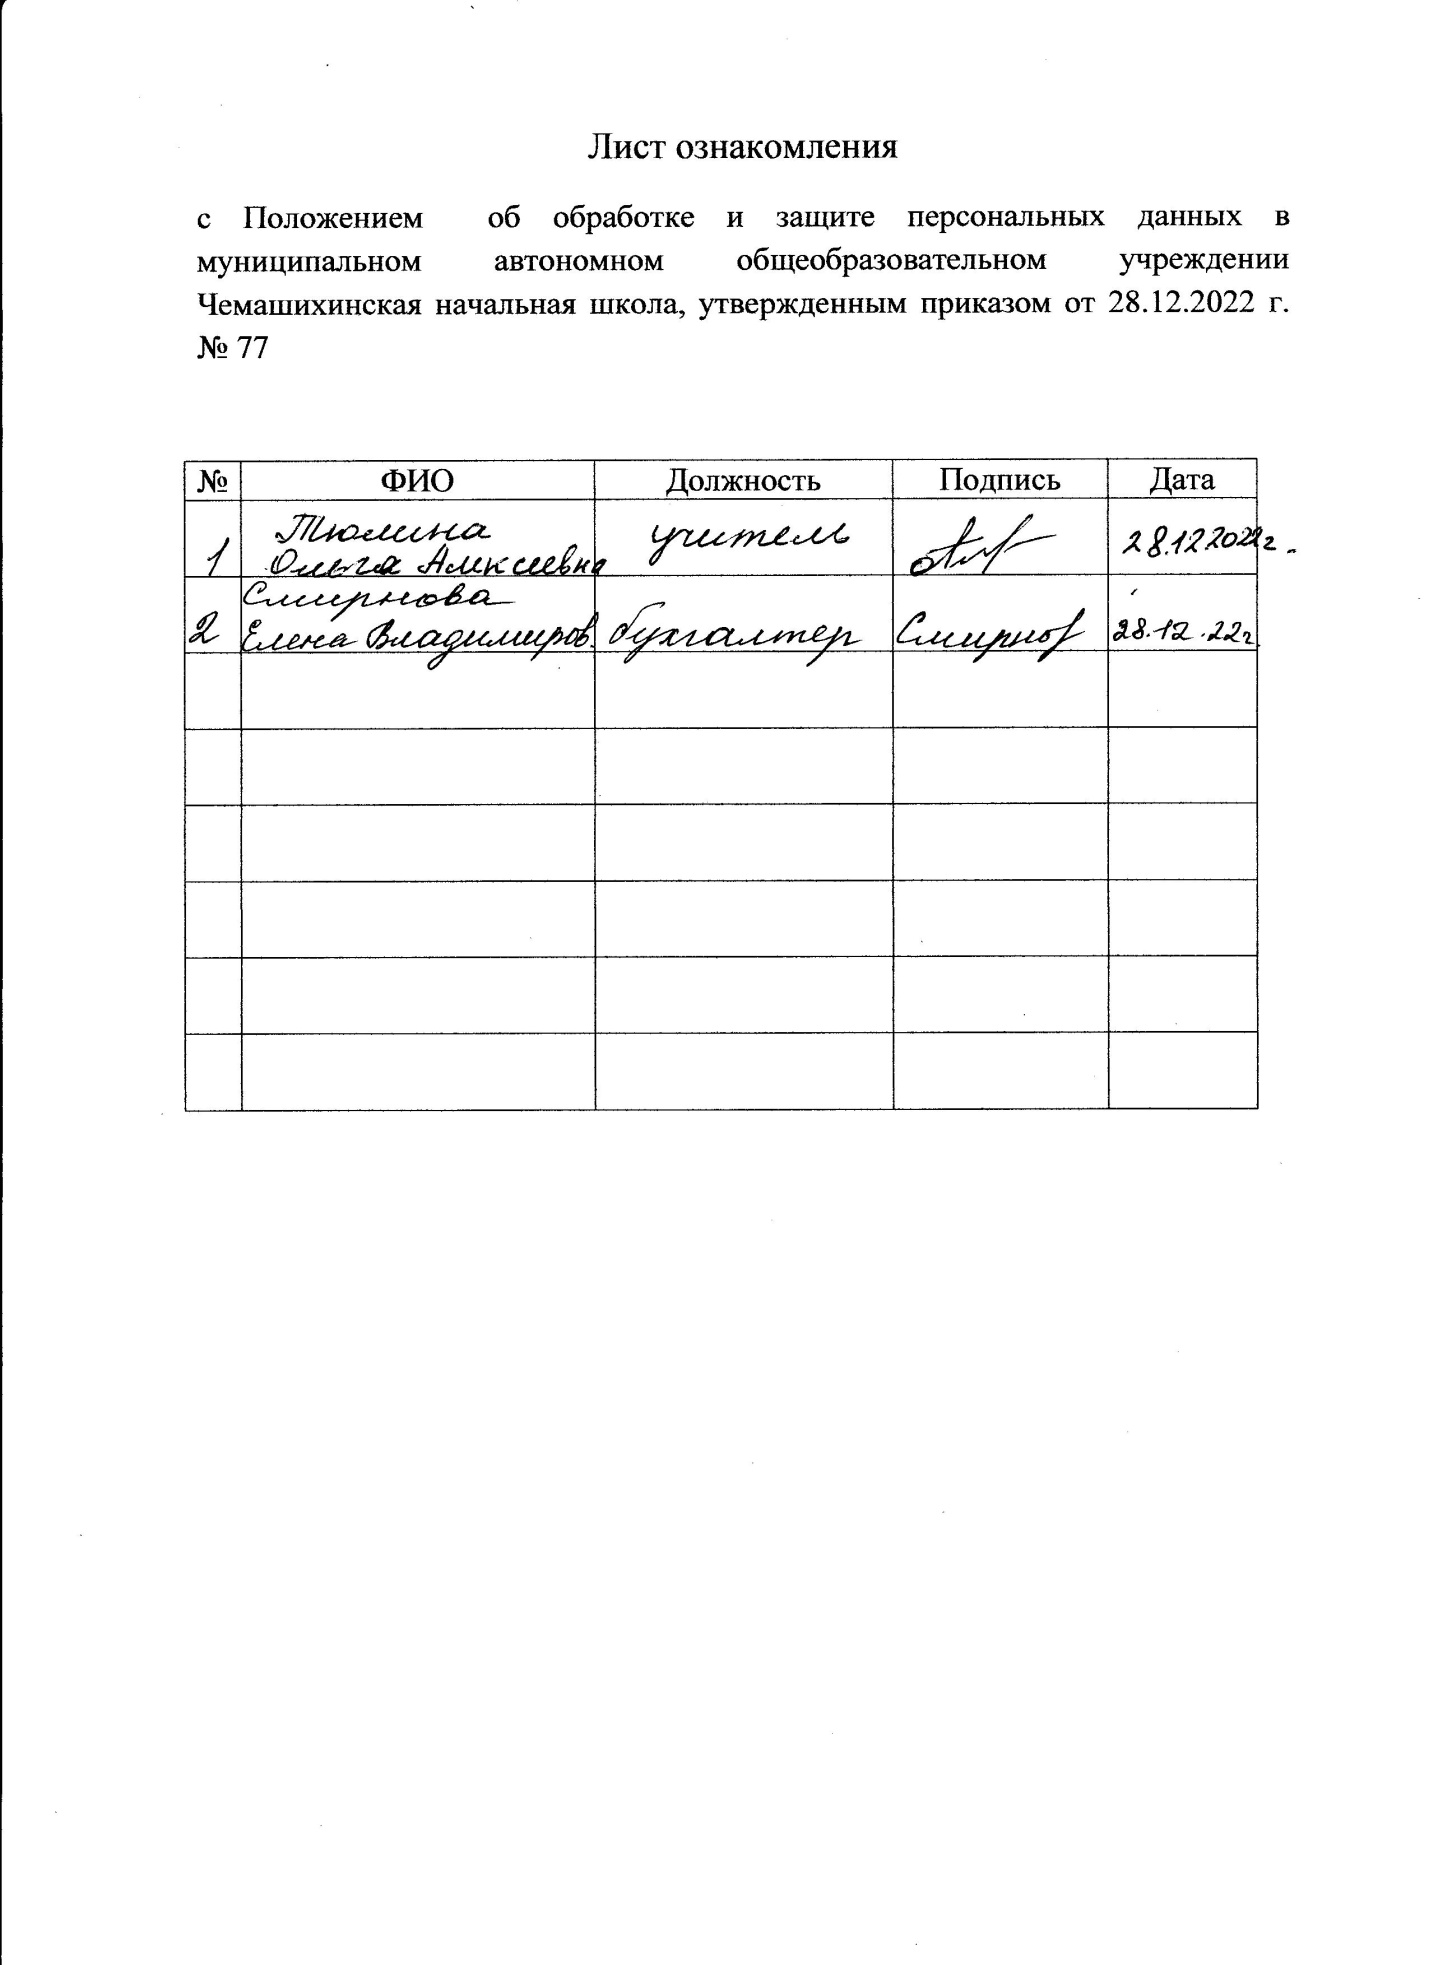 Лист ознакомления
с Положением об обработке и защите персональных данных в
муниципальном автономном общеобразовательном учреждении
Чемашихинская начальная школа, утвержденным приказом от 28.12.2022 г.
№ 77
№ ФИО Должность Подпись Дата
Тюлина учитель 28.12.2022г.
1 Ольга Алексеевна
Смирнова
2 Елена Владимиров. бухгалтер Смирнов 28.12.22г